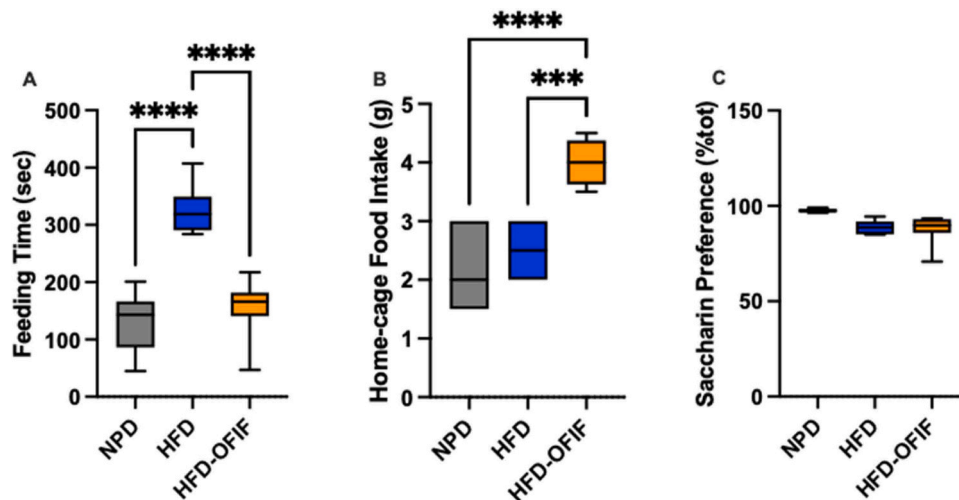 A
****
****
Feeding Time (sec)
500
400
300
200
100
0
NPD
HFD
HFD-OFIF
B
****
***
Home-cage Food Intake (g)
5
4
3
2
1
0
NPD
HFD
HFD-OFIF
C
Saccharin Preference (%tot)
150
100
50
0
NPD
HFD
HFD-OFIF